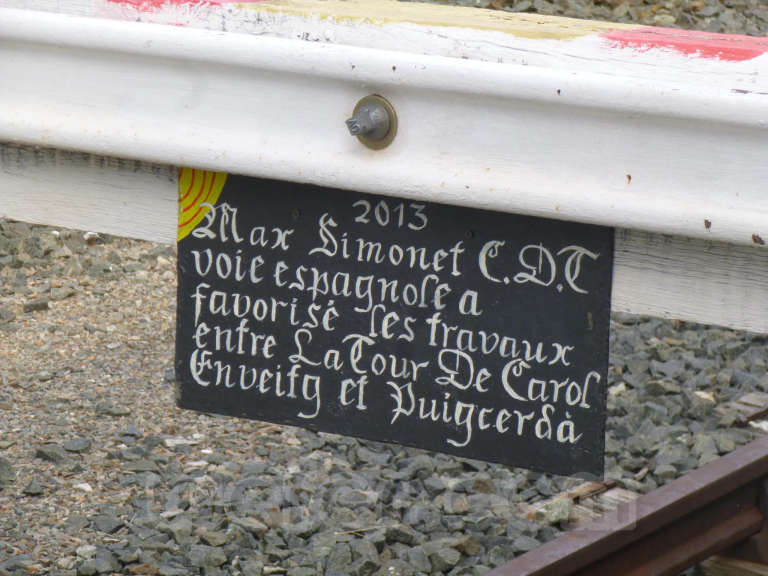 2013
Max Simonet C.D.T
voie espagnole a
favorisé les travaux
entre La Tour De Carol
Enveitg et Puigcerdà